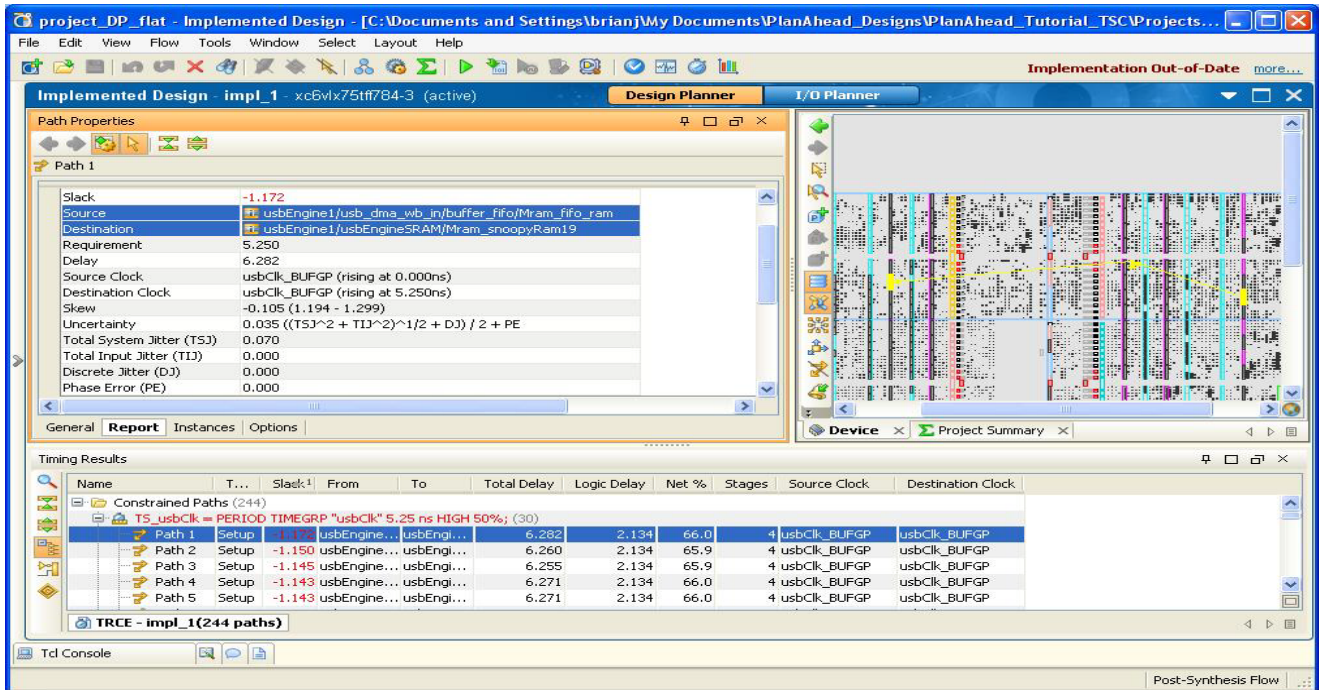 project_DP_flat - Implemented Design - [C:\Documents and Settings\brianj\My Documents\PlanAhead_Designs\PlanAhead_Tutorial_TSC\Projects...
File Edit View Flow Tools Window Select Layout Help
Implementation Out-of-Date more...
Implemented Design - impl_1 - xc6vlx75tff784-3 (active) Design Planner I/O Planner
Path Properties
Path 1
Slack -1.172
Source usbEngine1/usb_dma_wb_in/buffer_fifo/Mram_fifo_ram
Destination usbEngine1/usbEngineSRAM/Mram_snoopyRam19
Requirement 5.250
Delay 6.282
Source Clock usbClk_BUFGP (rising at 0.000ns)
Destination Clock usbClk_BUFGP (rising at 5.250ns)
Skew -0.105 (1.194 - 1.299)
Uncertainty 0.035 ((TSJ^2 + TIJ^2)^1/2 + DJ) / 2 + PE
Total System Jitter (TSJ) 0.070
Total Input Jitter (TIJ) 0.000
Discrete Jitter (DJ) 0.000
Phase Error (PE) 0.000
General Report Instances Options
Device Project Summary
Timing Results
Name T... Slack 1 From To Total Delay Logic Delay Net % Stages Source Clock Destination Clock
Constrained Paths (244)
TS_usbClk = PERIOD TIMEGRP "usbClk" 5.25 ns HIGH 50%; (30)
Path 1 Setup -1.172 usbEngine... usbEngi... 6.282 2.134 66.0 4 usbClk_BUFGP usbClk_BUFGP
Path 2 Setup -1.150 usbEngine... usbEngi... 6.260 2.134 65.9 4 usbClk_BUFGP usbClk_BUFGP
Path 3 Setup -1.145 usbEngine... usbEngi... 6.255 2.134 65.9 4 usbClk_BUFGP usbClk_BUFGP
Path 4 Setup -1.143 usbEngine... usbEngi... 6.271 2.134 66.0 4 usbClk_BUFGP usbClk_BUFGP
Path 5 Setup -1.143 usbEngine... usbEngi... 6.271 2.134 66.0 4 usbClk_BUFGP usbClk_BUFGP
TRCE - impl_1(244 paths)
Tcl Console
Post-Synthesis Flow